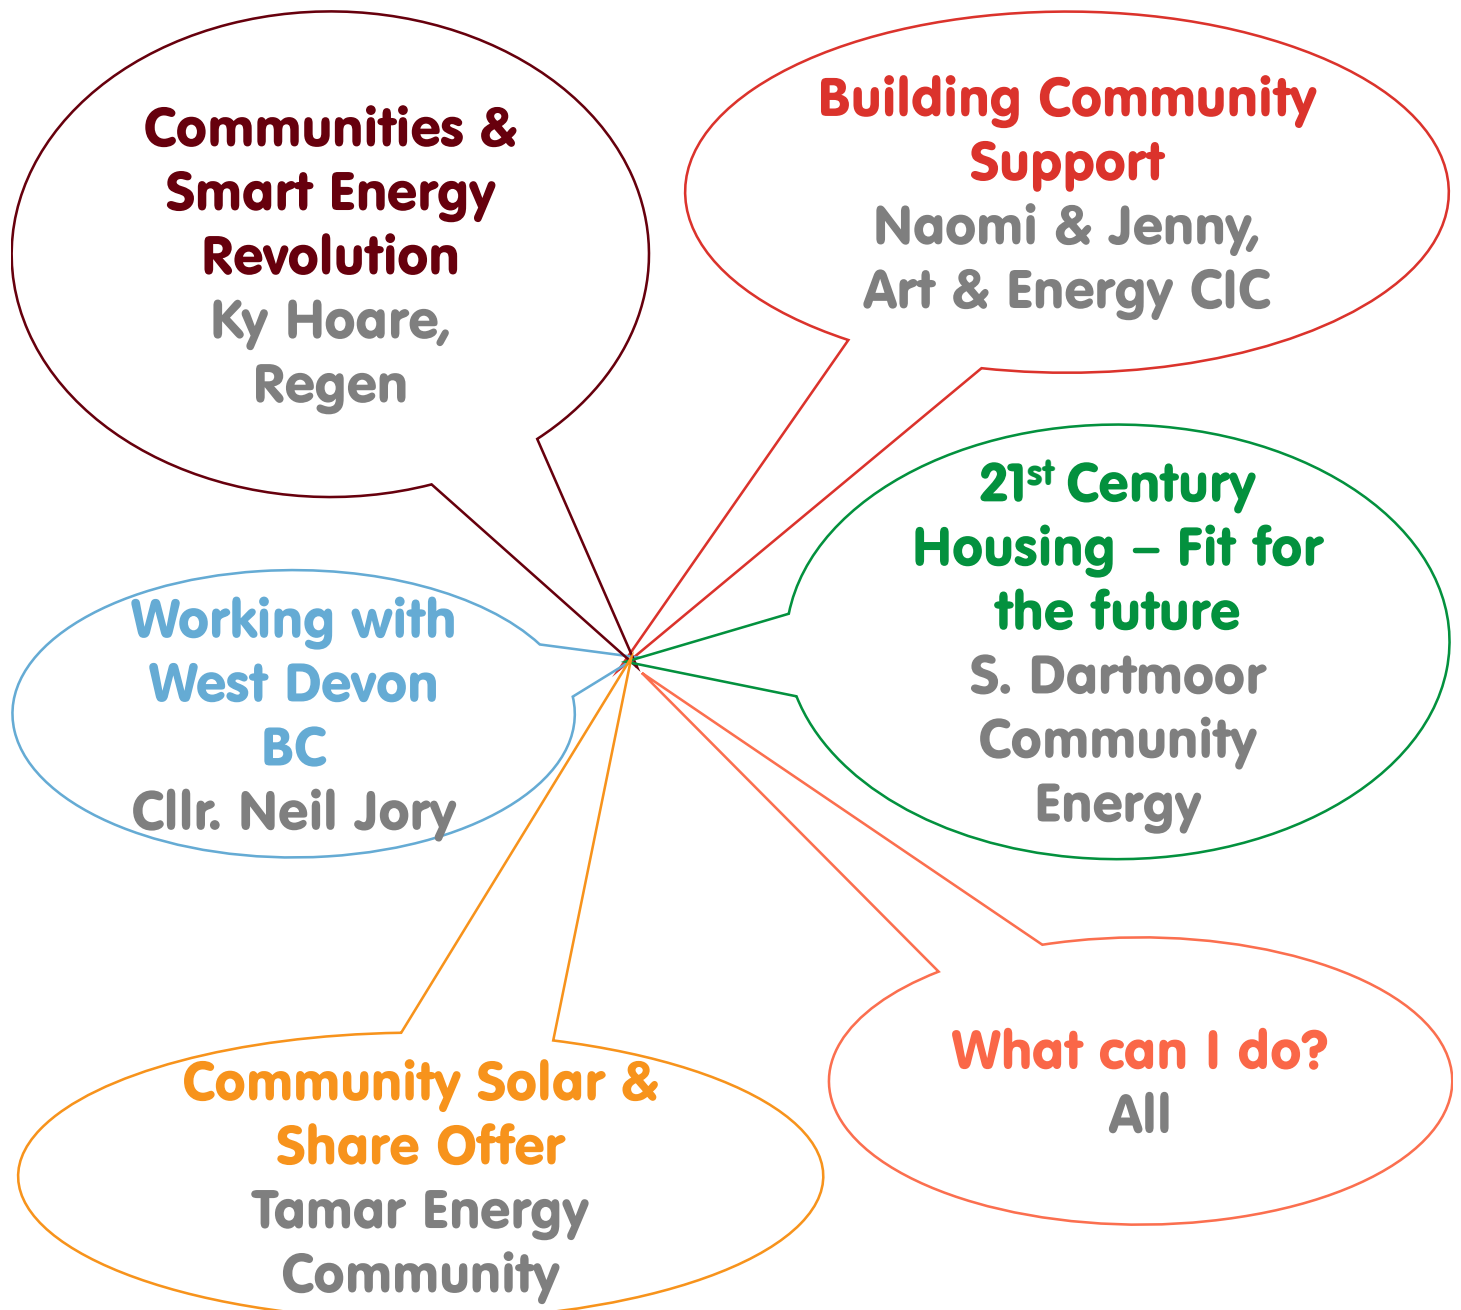 Communities &
Smart Energy
Revolution
Ky Hoare,
Regen
Building Community
Support
Naomi & Jenny,
Art & Energy CIC
21st Century
Housing – Fit for
the future
S. Dartmoor
Community
Energy
Working with
West Devon
BC
Cllr. Neil Jory
Community Solar &
Share Offer
Tamar Energy
Community
What can I do?
All